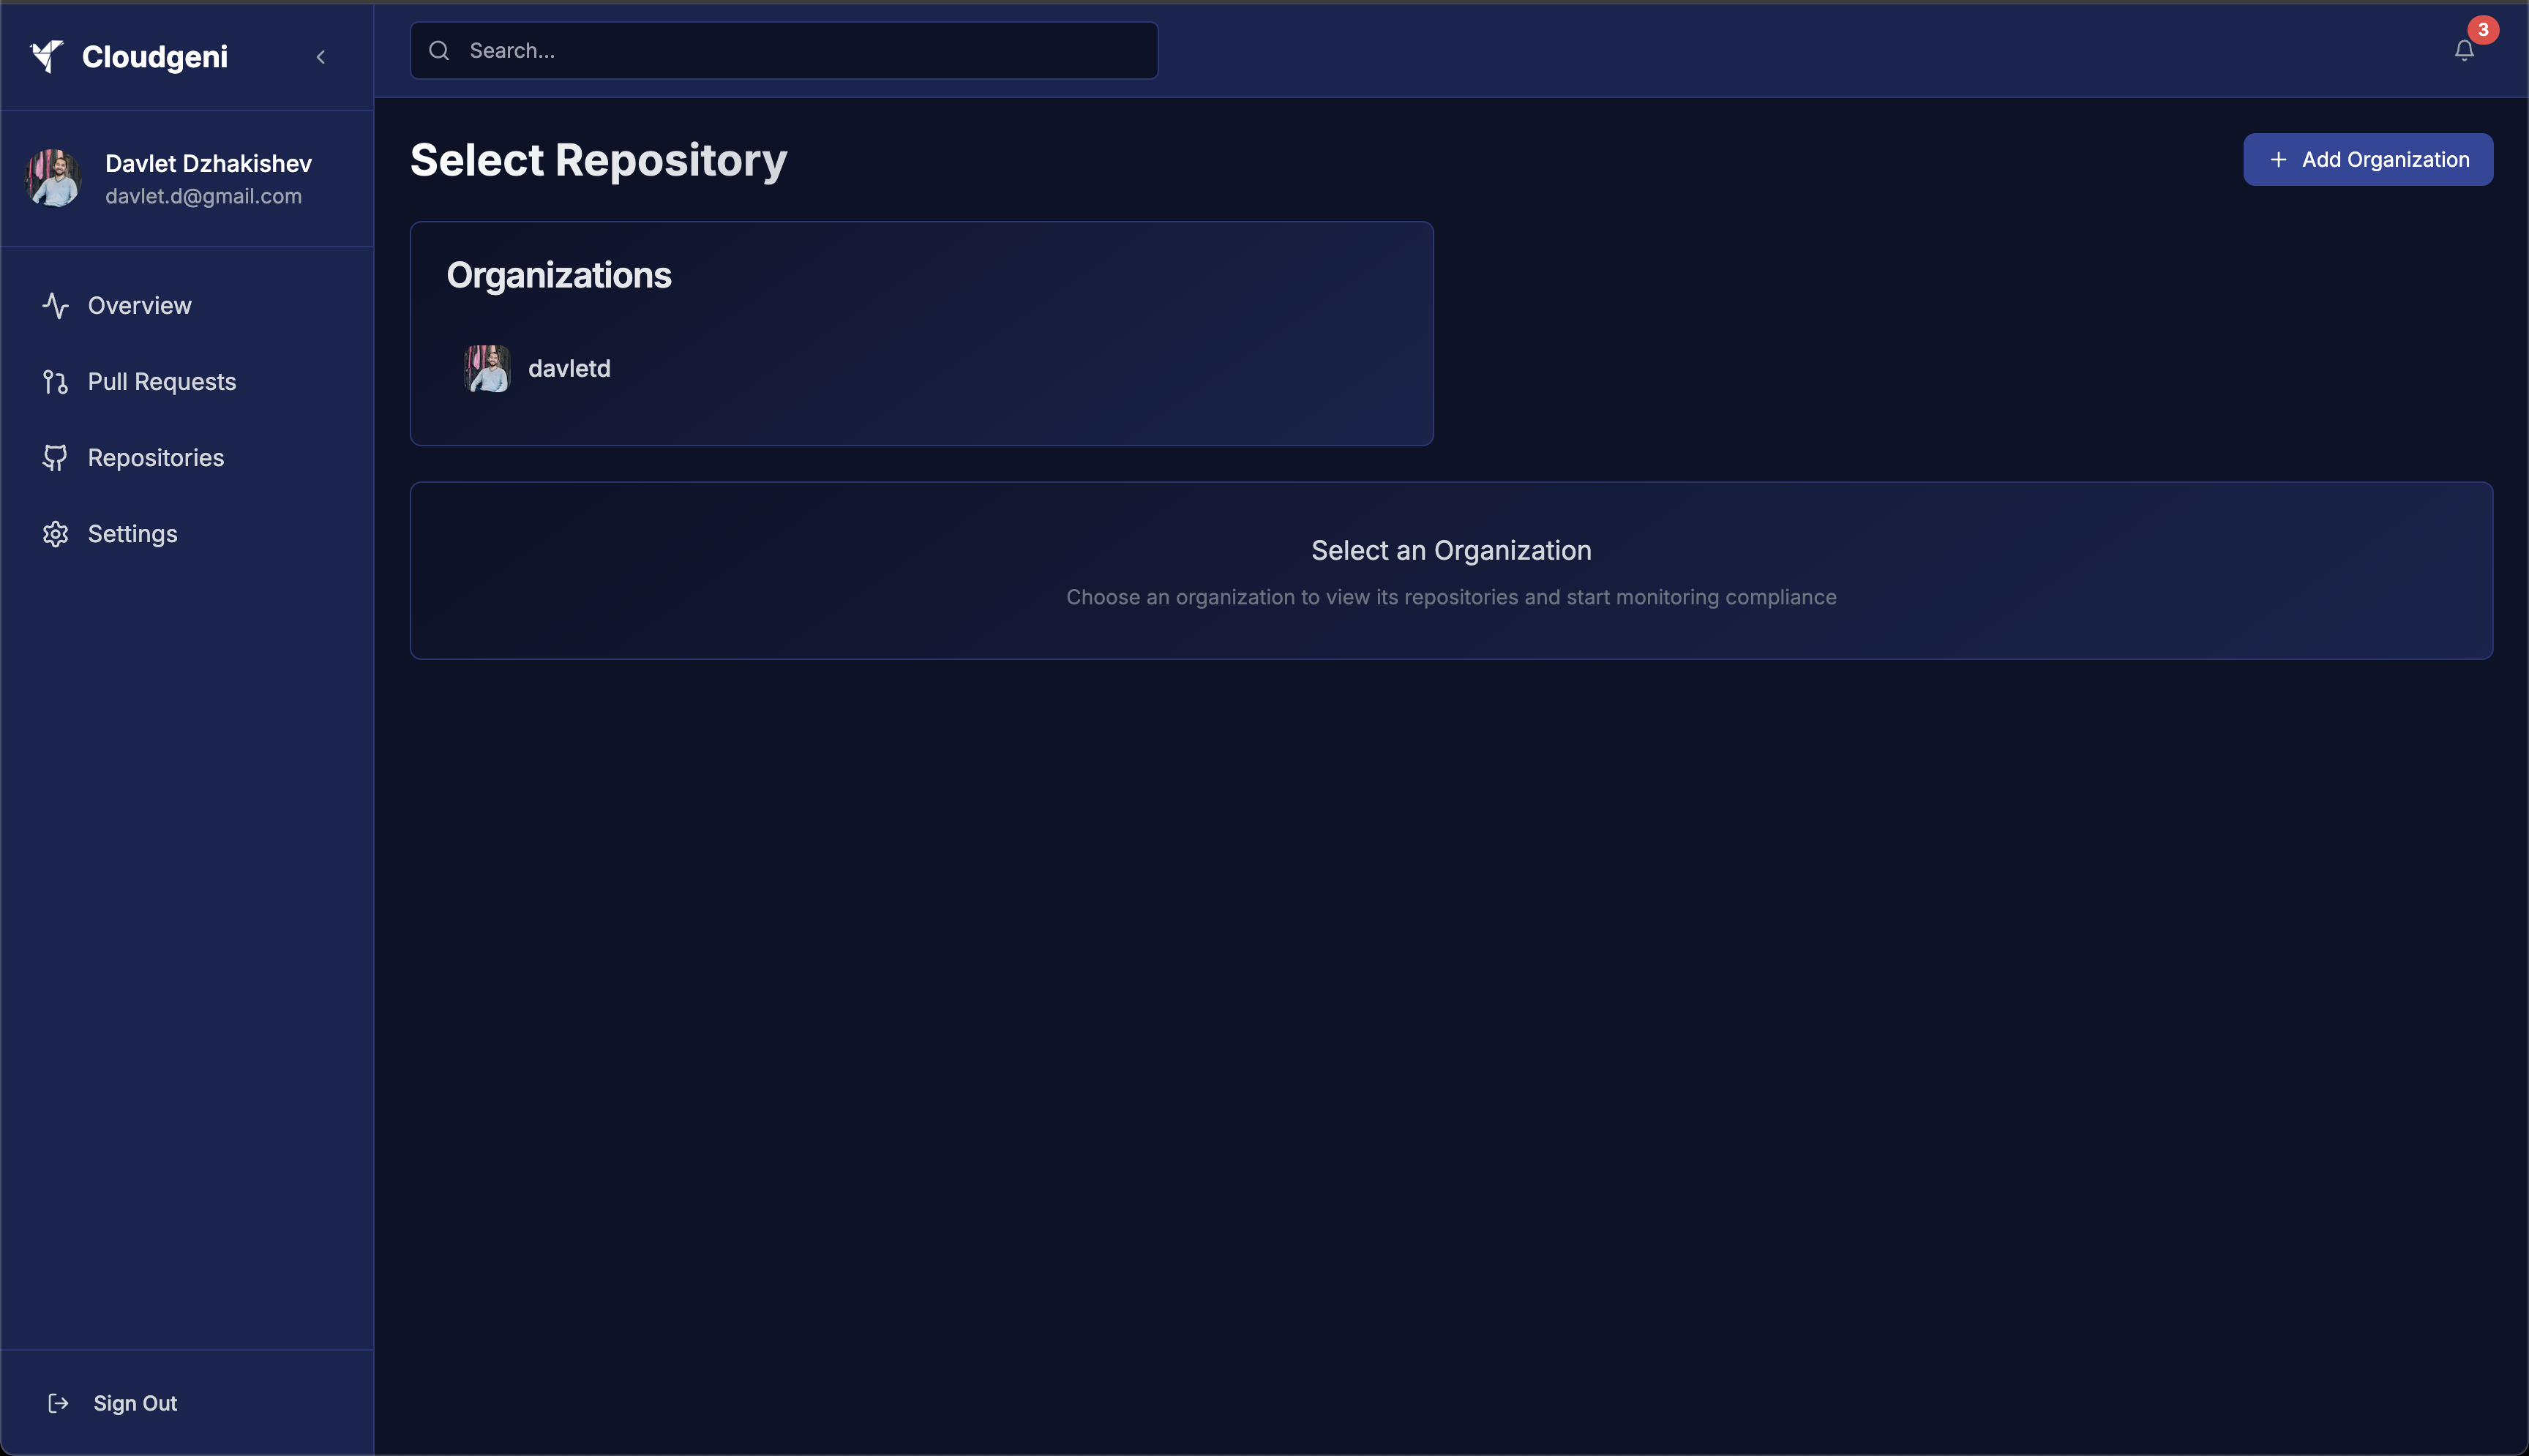 Cloudgeni
Search...
3
Davlet Dzhakishev
davlet.d@gmail.com
Overview
Pull Requests
Repositories
Settings
Sign Out
Select Repository
Add Organization
Organizations
davletd
Select an Organization
Choose an organization to view its repositories and start monitoring compliance